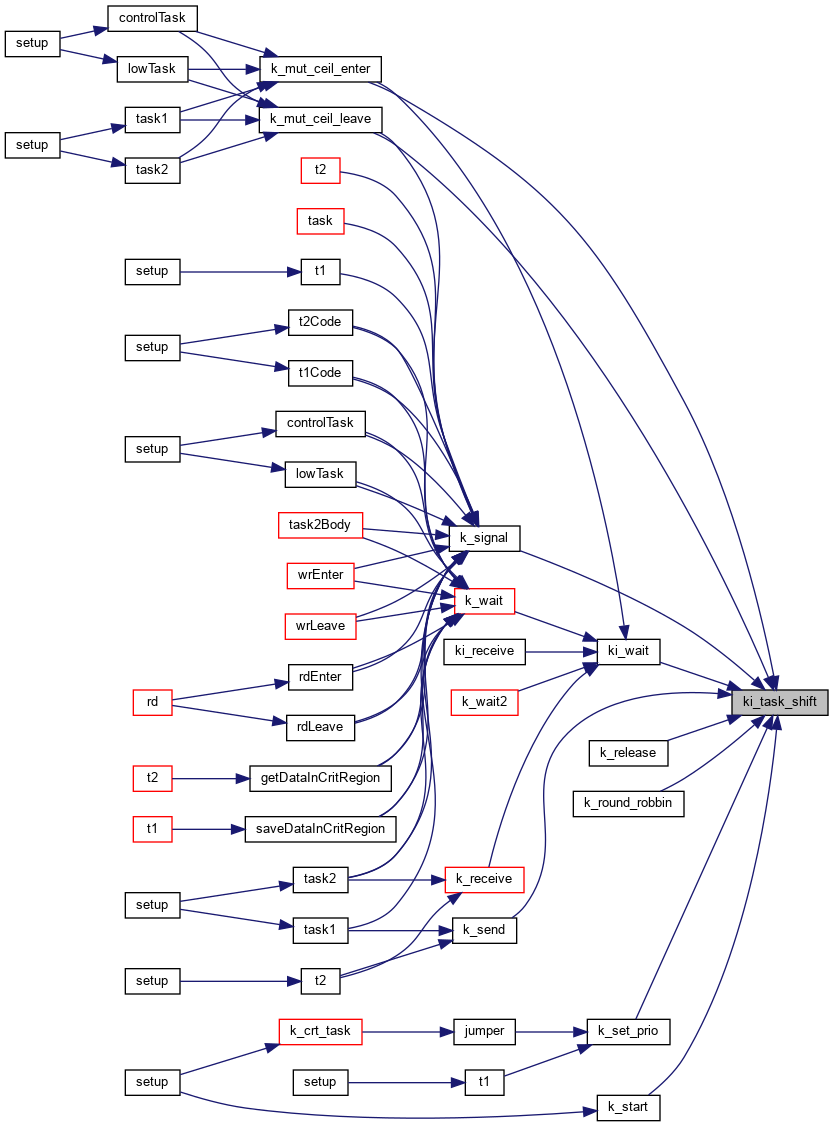 controlTask
setup
lowTask
k_mut_ceil_enter
task1
k_mut_ceil_leave
setup
task2
t2
task
setup
t1
t2Code
setup
t1Code
controlTask
setup
lowTask
task2Body
k_signal
wrEnter
k_wait
wrLeave
ki_receive
ki_wait
rdEnter
rd
k_wait2
ki_task_shift
rdLeave
k_release
t2
getDataInCritRegion
k_round_robbin
t1
saveDataInCritRegion
task2
k_receive
setup
task1
k_send
setup
t2
k_crt_task
jumper
k_set_prio
setup
setup
t1
k_start